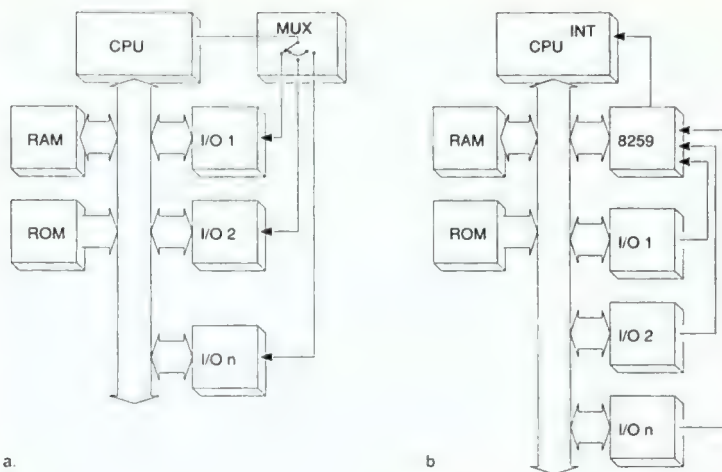 CPU
MUX
RAM
I/O 1
ROM
I/O 2
I/O n
a.
INT
CPU
RAM
8259
ROM
I/O 1
I/O 2
I/O n
b